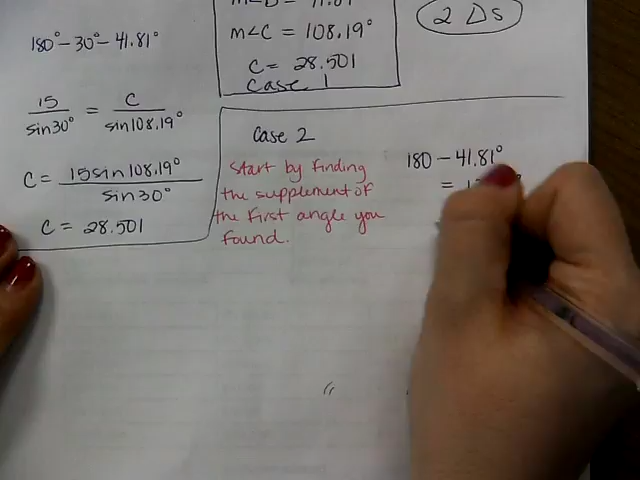 180° - 30° - 41.81°
15/sin30° = c/sin108.19°
c = 15sin108.19°/sin30°
c = 28.501
m<C = 108.19°
c = 28.501
Case 1
2 Δs
Case 2
Start by finding
the supplement of
the first angle you
found.
180 - 41.81°
=